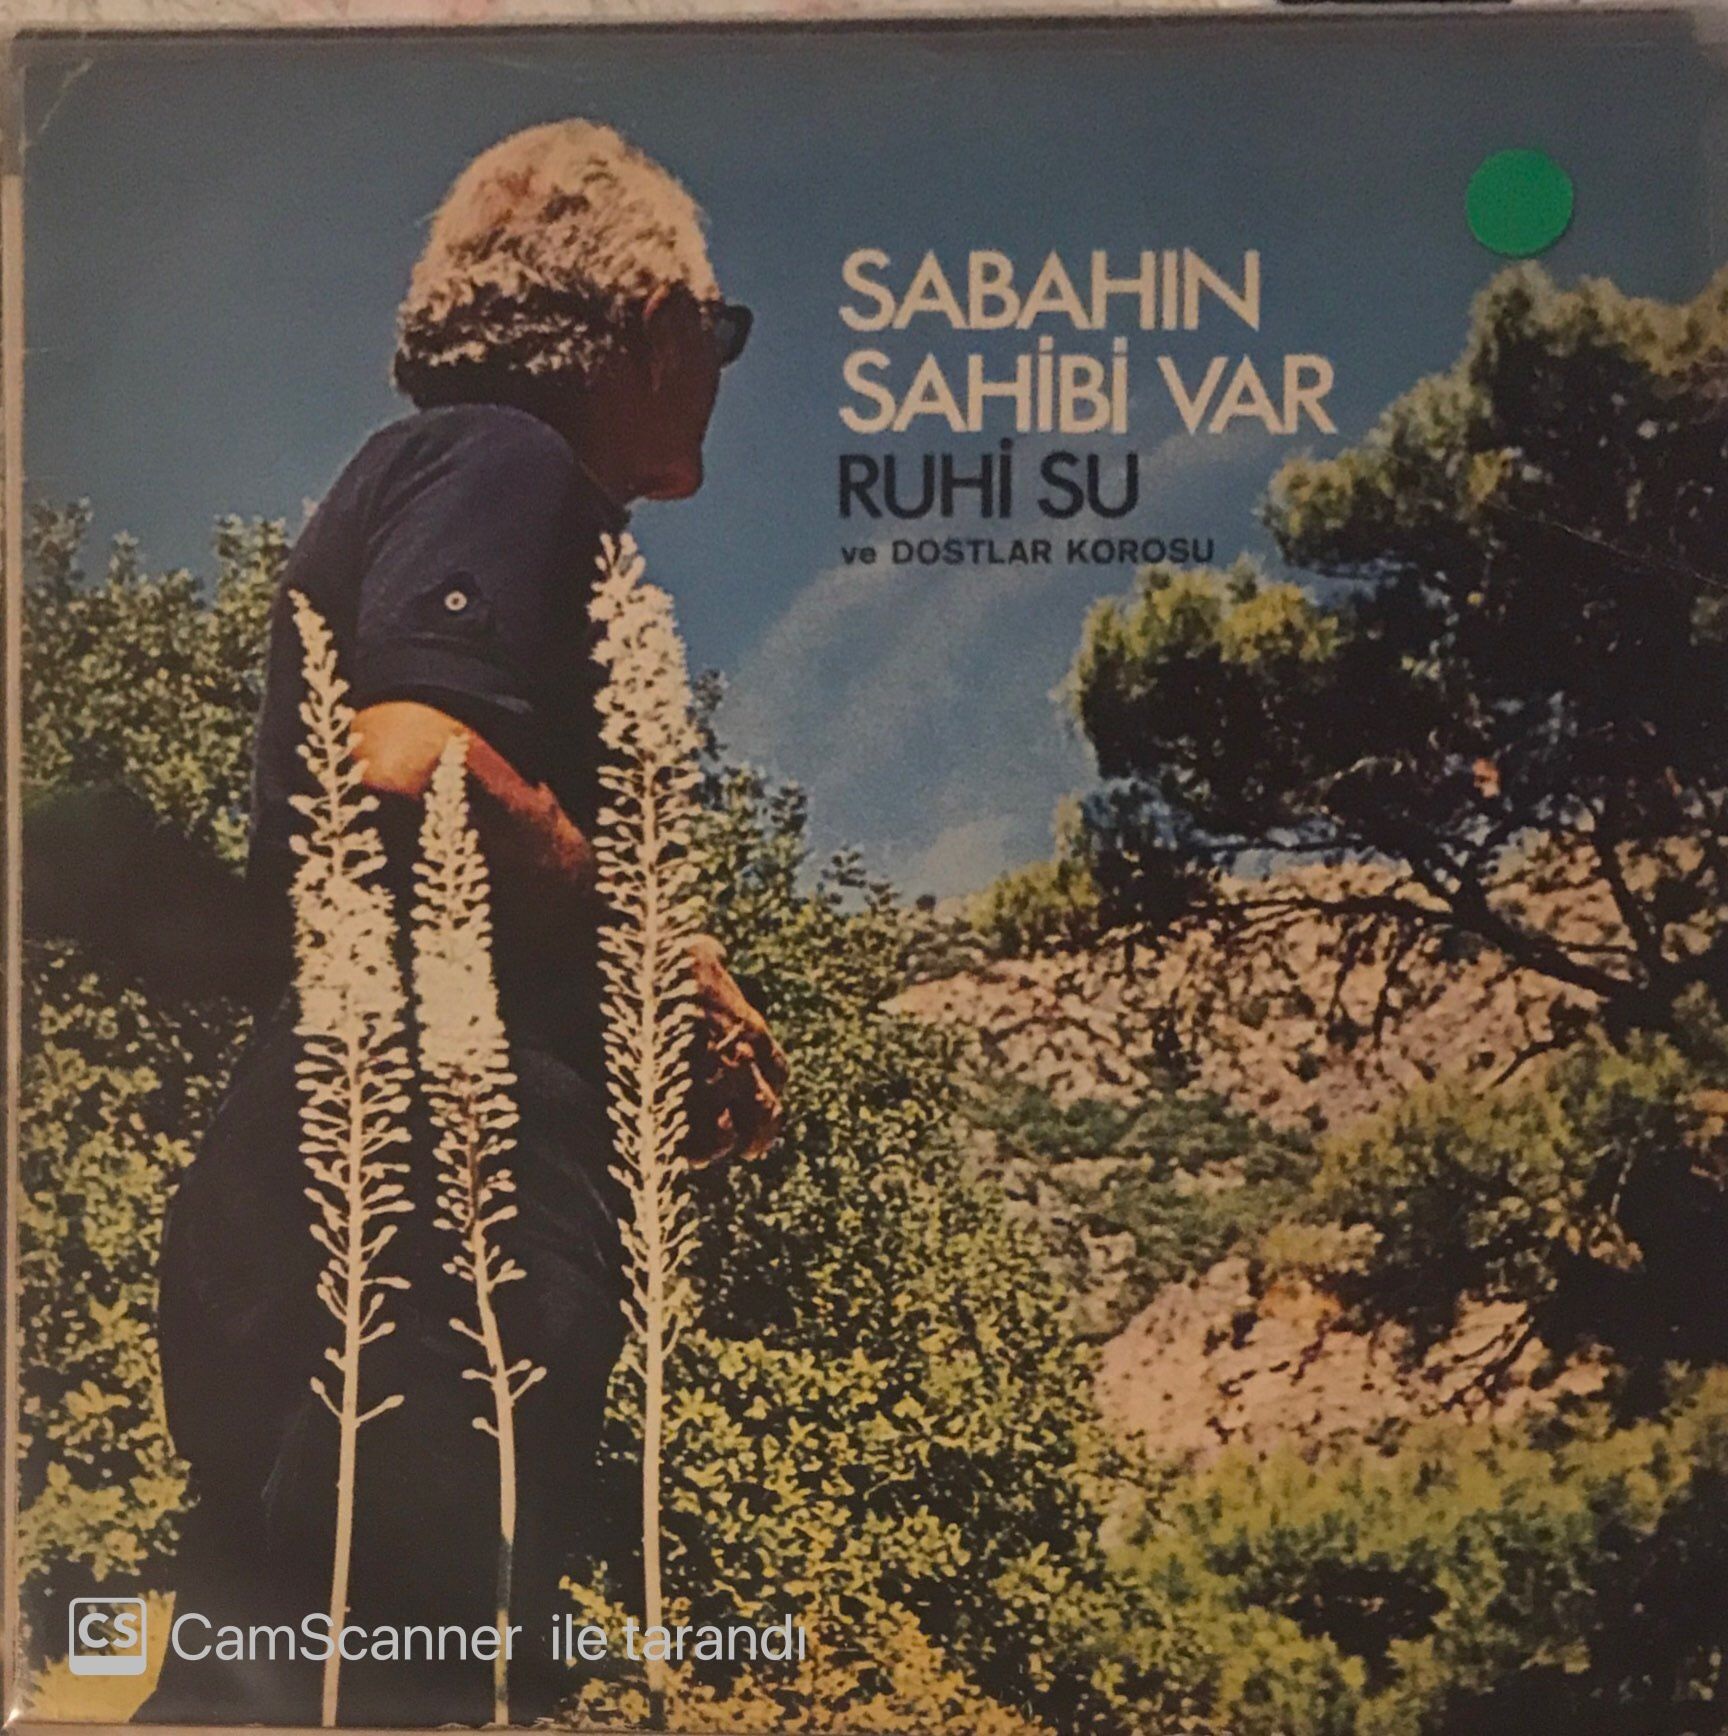 SABAHIN
SAHİBİ VAR
RUHİ SU
ve DOSTLAR KOROSU
CS CamScanner ile tarandı